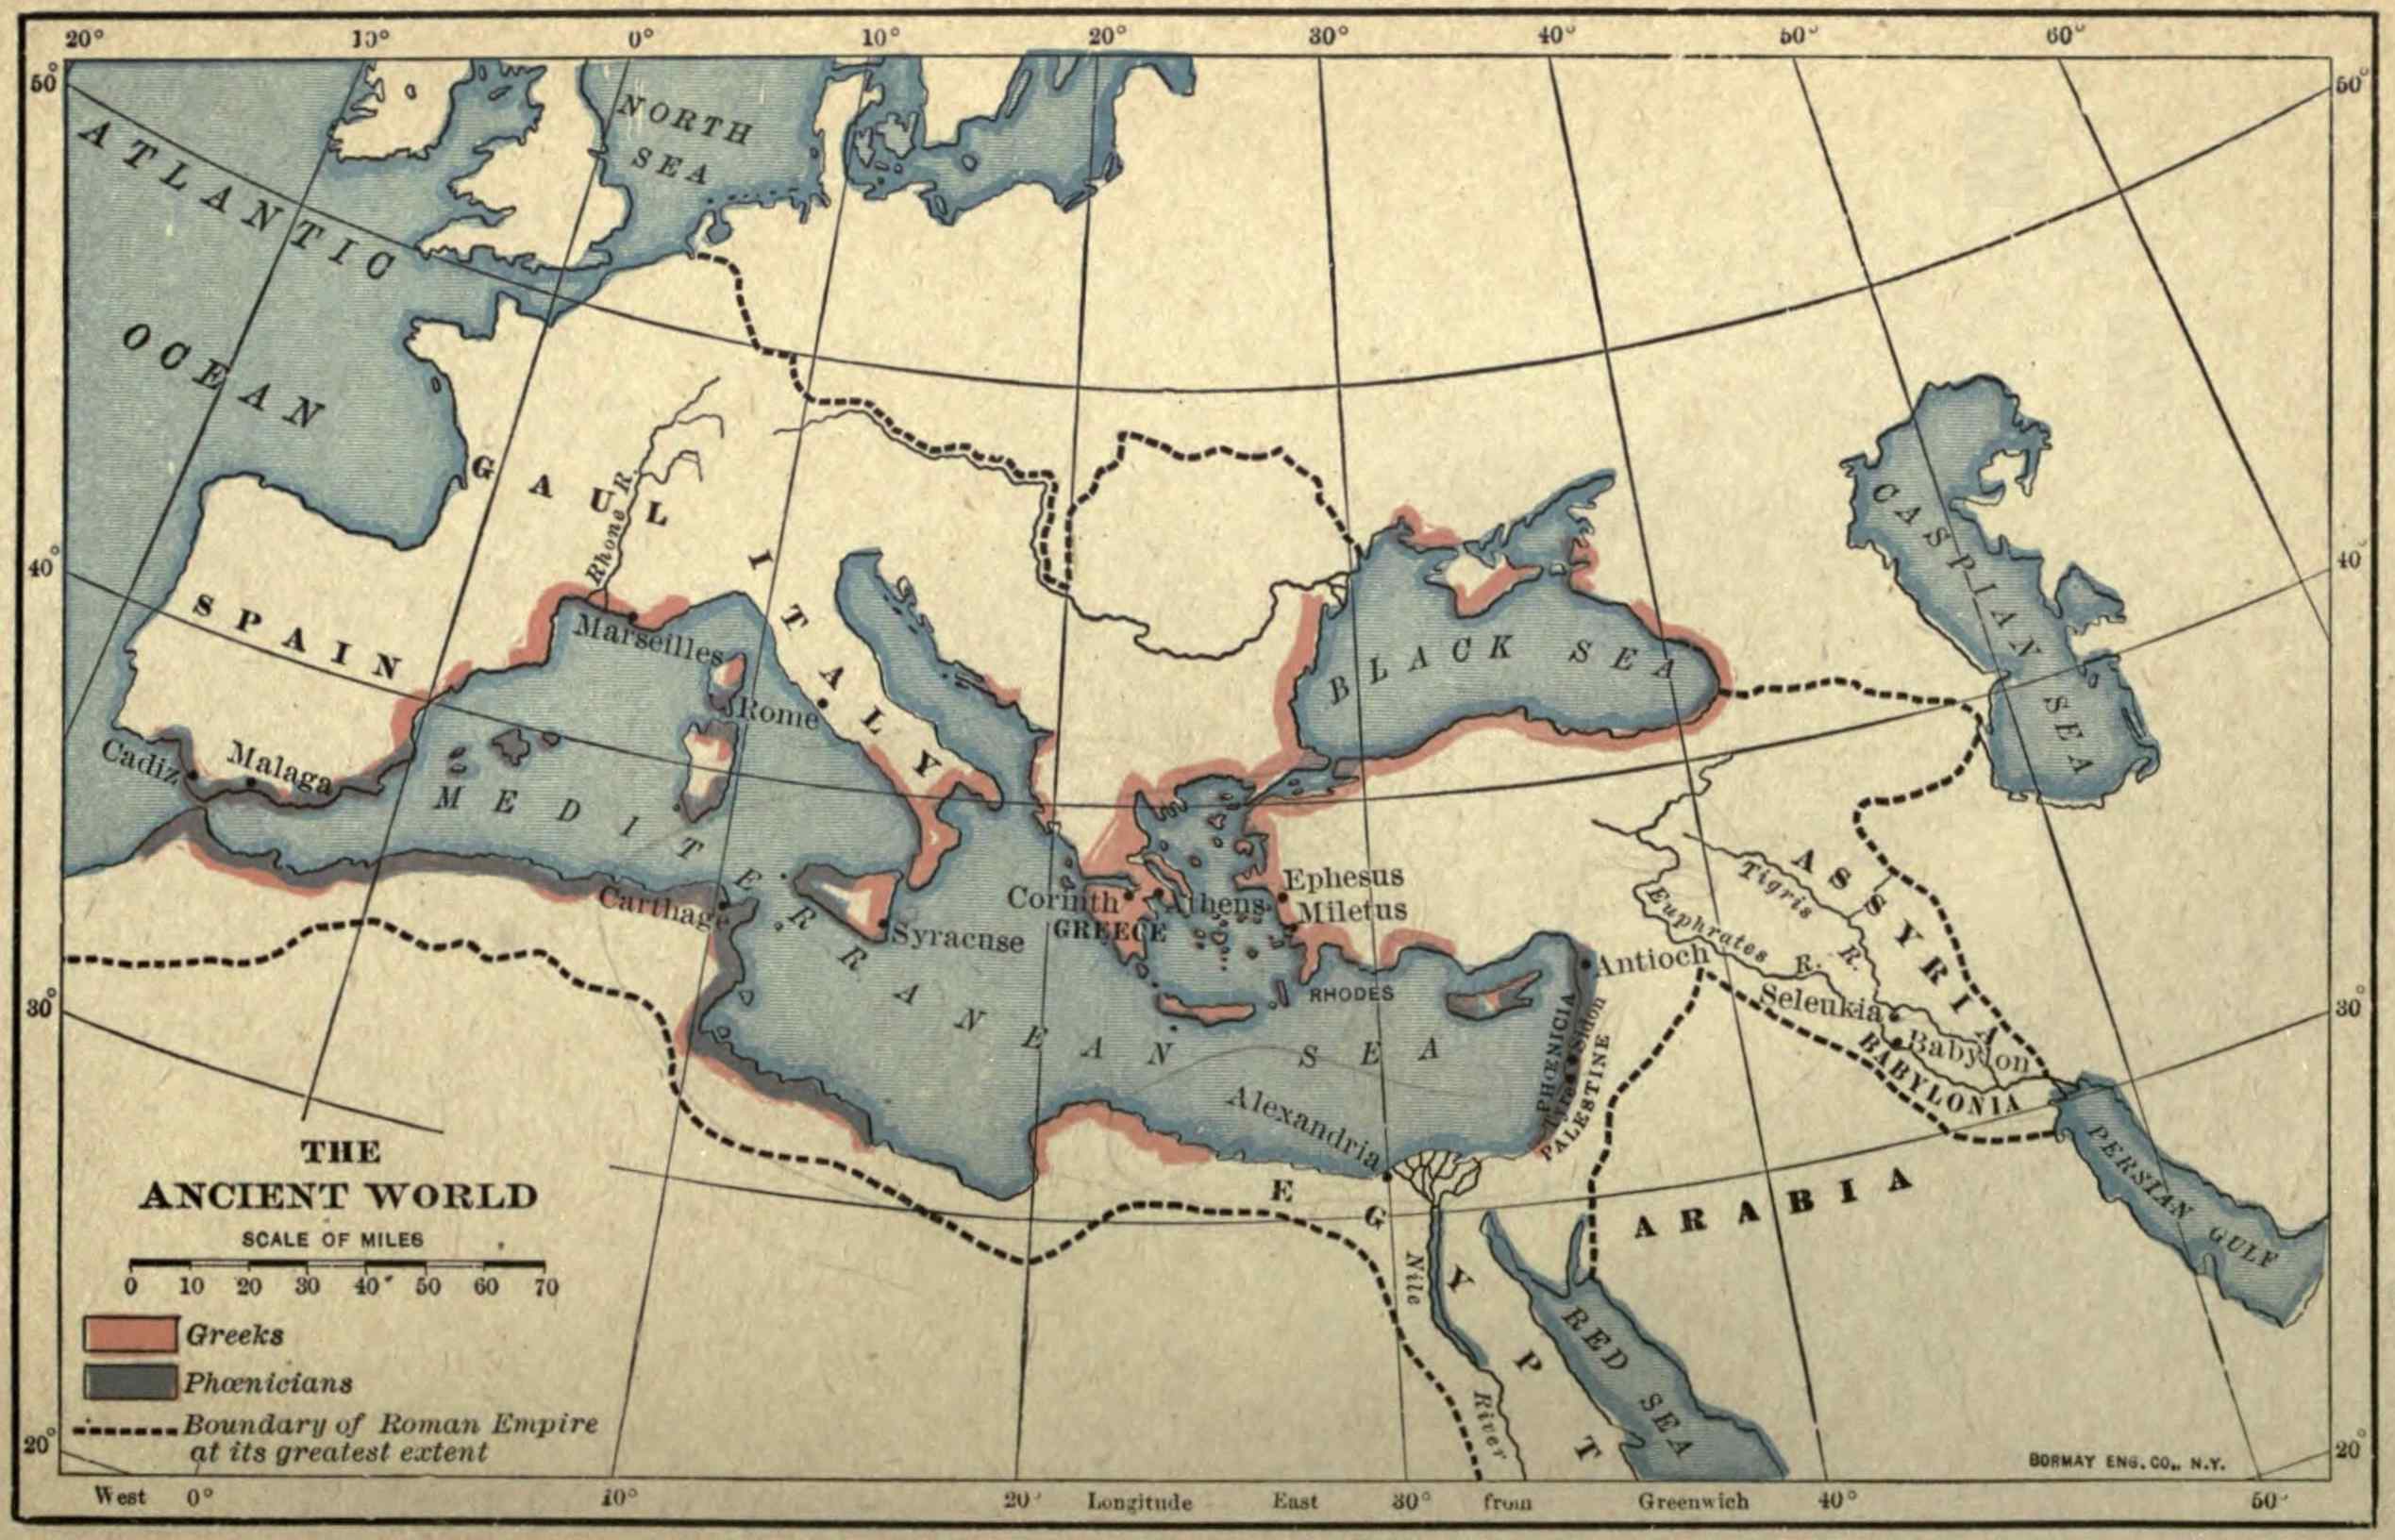 20° 10° 0° 10° 20° 30° 40° 50° 60°
50° 50°
NORTH
SEA
ATLANTIC
OCEAN
GAUL
Rhone R.
ITALY
CASPIAN SEA
40° 40°
SPAIN
Marseilles
BLACK SEA
Rome
Cadiz
Malaga
MEDITERRANEAN SEA
ASSYRIA
Tigris R.
Euphrates R.
Carthage
Corinth
Athens
Ephesus
Miletus
GREECE
Syracuse
Antioch
RHODES
Seleukia
Babylon
BABYLONIA
30° 30°
PHŒNICIA
PALESTINE
Alexandria
PERSIAN GULF
THE
ANCIENT WORLD
SCALE OF MILES
0 10 20 30 40 50 60 70
Greeks
Phœnicians
Boundary of Roman Empire
at its greatest extent
EGYPT
ARABIA
Nile
River
RED SEA
20° 20°
BORMAY ENG. CO., N.Y.
West 0° 10° 20° Longitude East 30° from Greenwich 40° 50°